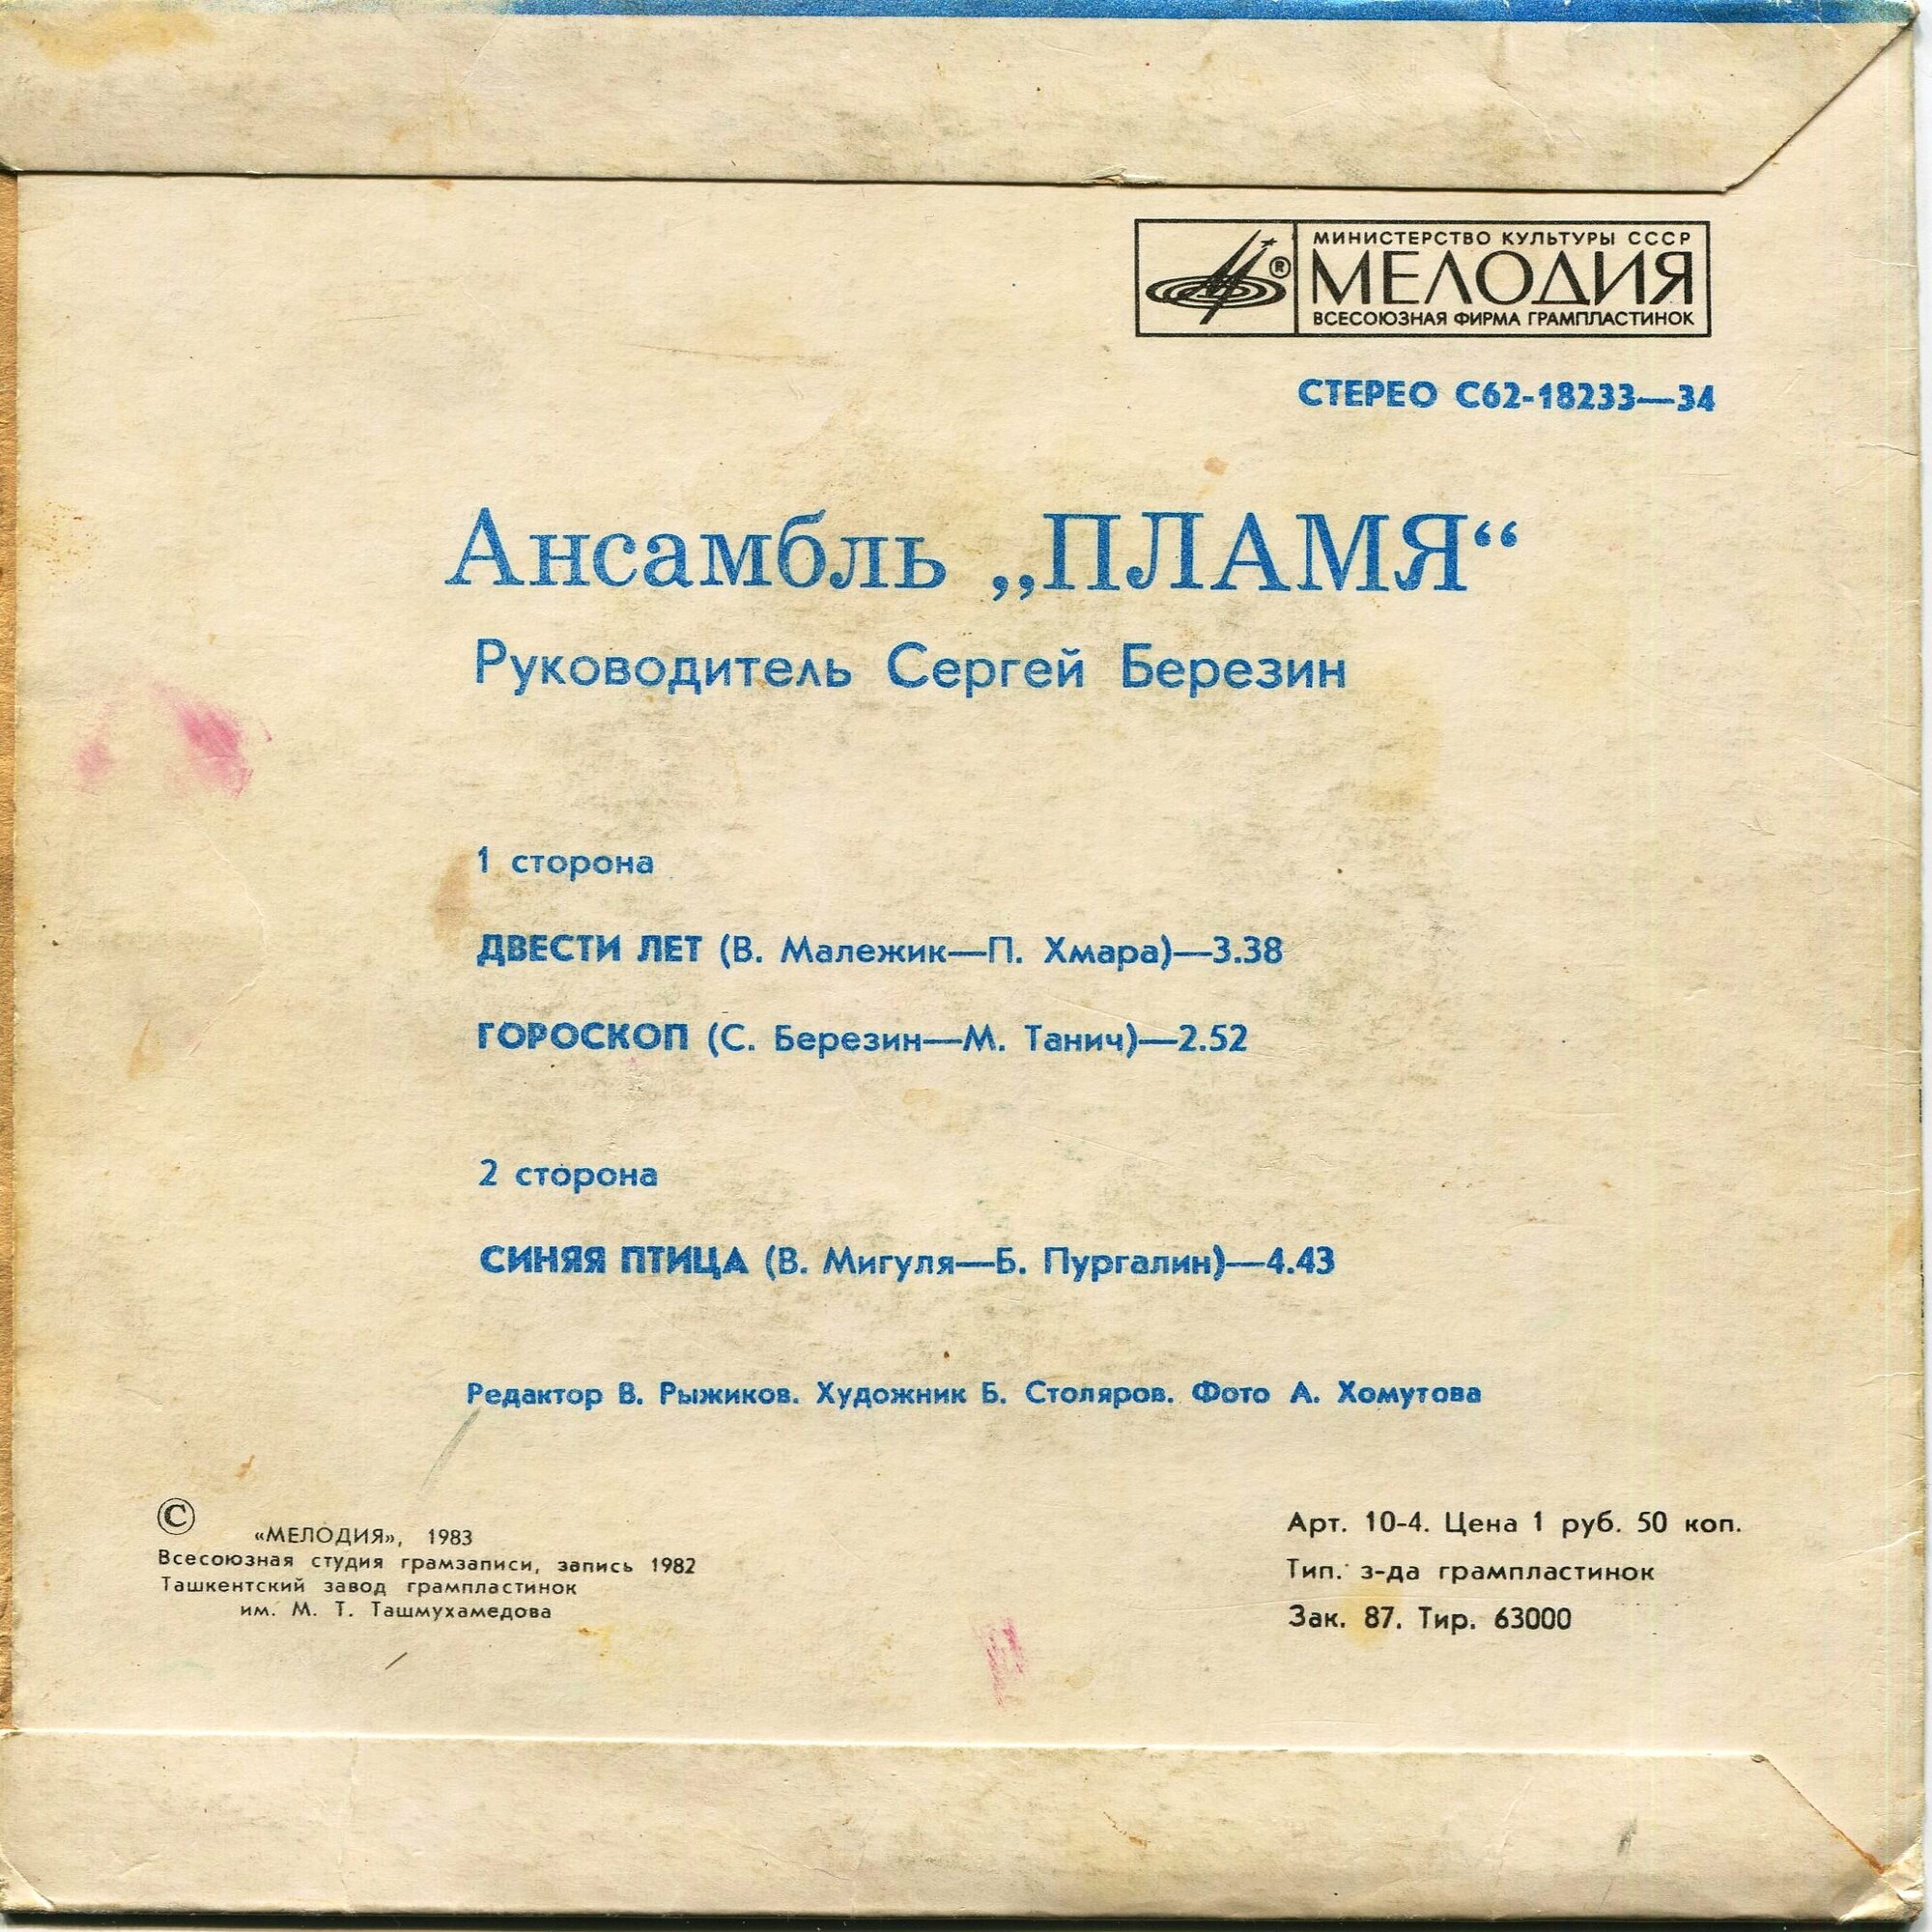 МИНИСТЕРСТВО КУЛЬТУРЫ СССР
МЕЛОДИЯ
ВСЕСОЮЗНАЯ ФИРМА ГРАМПЛАСТИНОК
®
СТЕРЕО С62-18233—34
Ансамбль „ПЛАМЯ“
Руководитель Сергей Березин
1 сторона
ДВЕСТИ ЛЕТ (В. Малежик—П. Хмара)—3.38
ГОРОСКОП (С. Березин—М. Танич)—2.52
2 сторона
СИНЯЯ ПТИЦА (В. Мигуля—Б. Пургалин)—4.43
Редактор В. Рыжиков. Художник Б. Столяров. Фото А. Хомутова
©
«МЕЛОДИЯ», 1983
Всесоюзная студия грамзаписи, запись 1982
Ташкентский завод грампластинок
им. М. Т. Ташмухамедова
Арт. 10-4. Цена 1 руб. 50 коп.
Тип. з-да грампластинок
Зак. 87. Тир. 63000